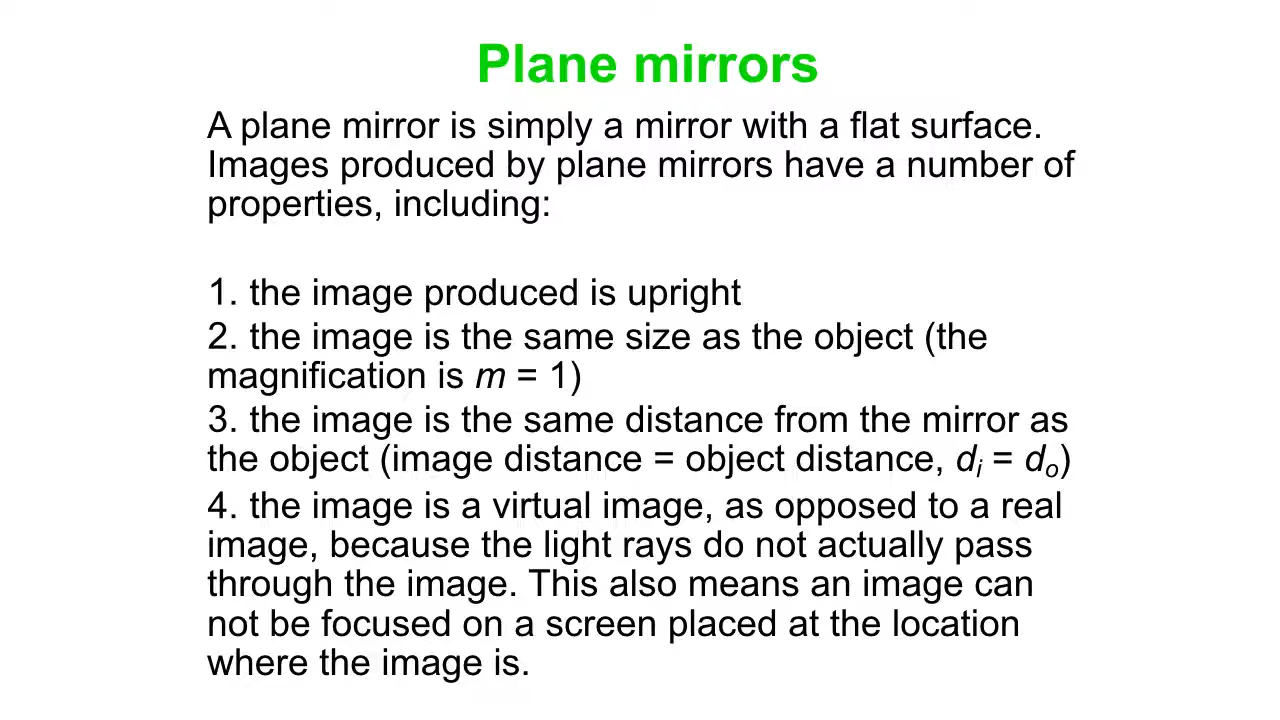 Plane mirrors
A plane mirror is simply a mirror with a flat surface.
Images produced by plane mirrors have a number of
properties, including:
1. the image produced is upright
2. the image is the same size as the object (the
magnification is m = 1)
3. the image is the same distance from the mirror as
the object (image distance = object distance, di = do)
4. the image is a virtual image, as opposed to a real
image, because the light rays do not actually pass
through the image. This also means an image can
not be focused on a screen placed at the location
where the image is.